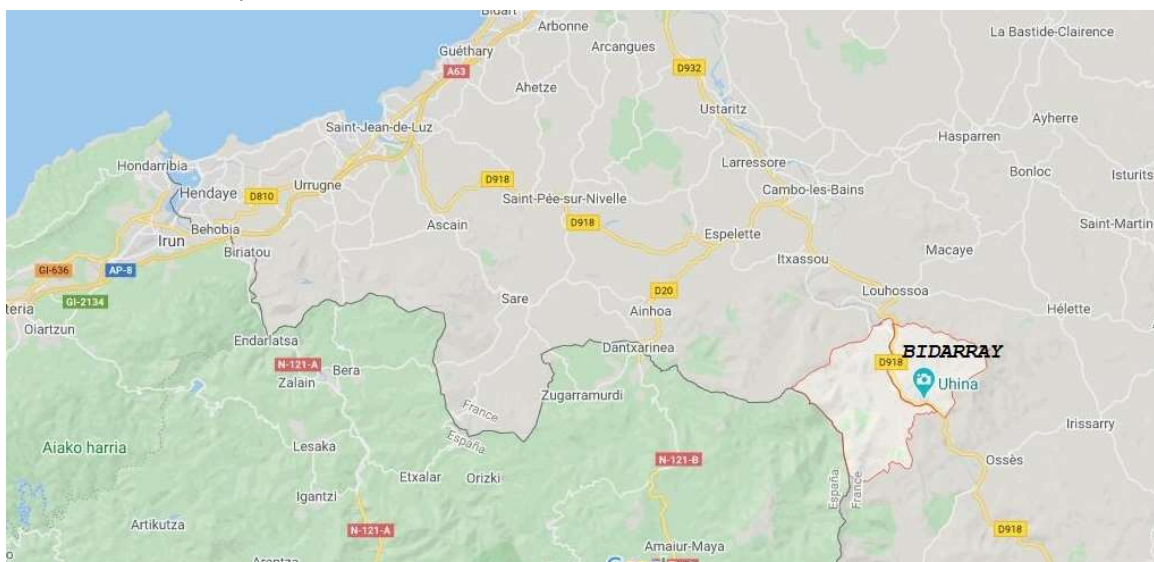 Bidart
Arbonne
La Bastide-Clairence
Guéthary
Arcangues
A63
D932
Ahetze
Ustaritz
Ayherre
Saint-Jean-de-Luz
Hasparren
Hondarribia
Larressore
Bonloc
Isturits
Hendaye
D810
Urrugne
D918
Cambo-les-Bains
Saint-Pée-sur-Nivelle
Behobia
Ascain
D918
Saint-Martin
Irun
Biriatou
Espelette
Macaye
GI-636
AP-8
Itxassou
GI-2134
D20
Louhossoa
Sare
Ainhoa
Hélette
teria
Oiartzun
Endarlatsa
Dantxarinea
BIDARRAY
N-121-A
Bera
D918
Zalain
Uhina
Zugarramurdi
France
España
Irissarry
Aiako harria
Lesaka
N-121-B
Ossès
Etxalar
Orizki
España
France
Igantzi
Artikutza
N-121-A
D918
Amaiur-Maya